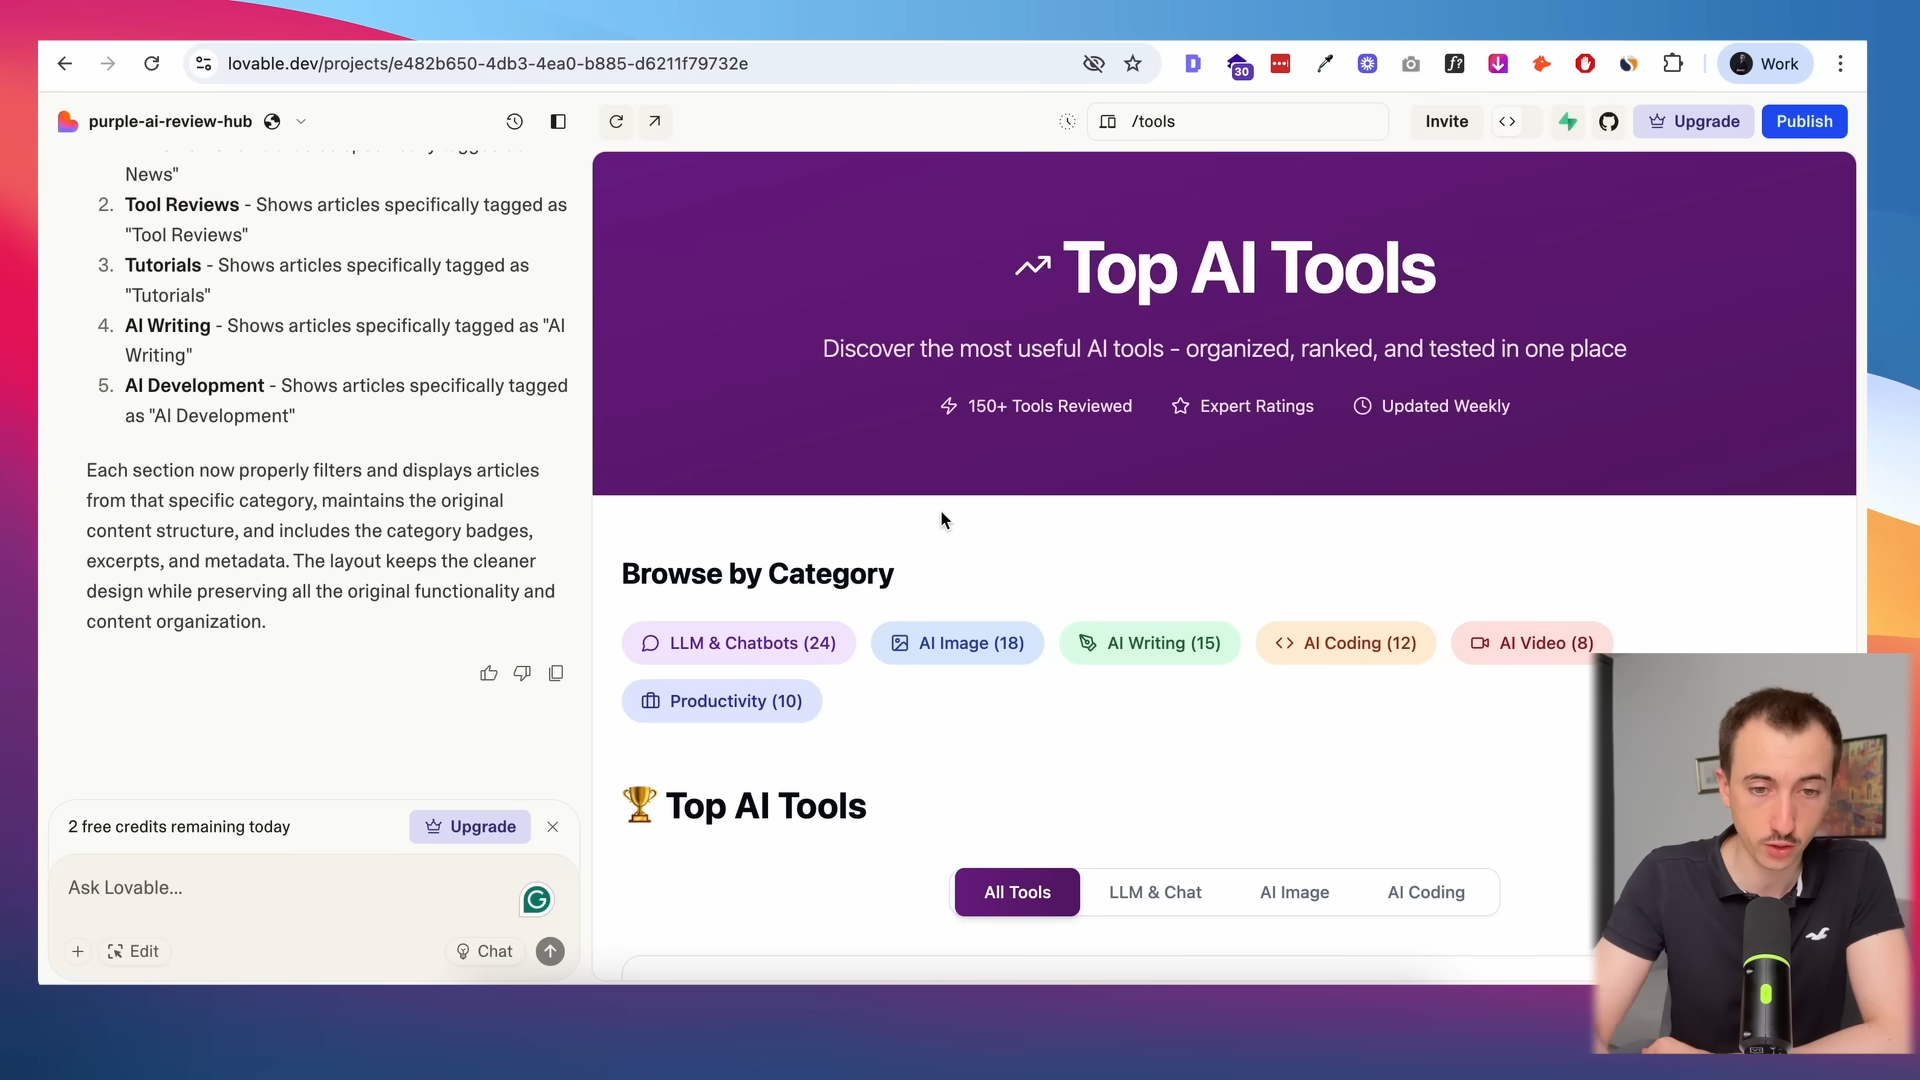 lovable.dev/projects/e482b650-4db3-4ea0-b885-d6211f79732e
30
f?
Work
purple-ai-review-hub
/tools
Invite
Upgrade
Publish
News"
2. Tool Reviews - Shows articles specifically tagged as
"Tool Reviews"
3. Tutorials - Shows articles specifically tagged as
"Tutorials"
4. AI Writing - Shows articles specifically tagged as "AI
Writing"
5. AI Development - Shows articles specifically tagged
as "AI Development"
Each section now properly filters and displays articles
from that specific category, maintains the original
content structure, and includes the category badges,
excerpts, and metadata. The layout keeps the cleaner
design while preserving all the original functionality and
content organization.
2 free credits remaining today
Upgrade
Ask Lovable...
Edit
Chat
Top AI Tools
Discover the most useful AI tools - organized, ranked, and tested in one place
150+ Tools Reviewed
Expert Ratings
Updated Weekly
Browse by Category
LLM & Chatbots (24)
AI Image (18)
AI Writing (15)
AI Coding (12)
AI Video (8)
Productivity (10)
Top AI Tools
All Tools
LLM & Chat
AI Image
AI Coding